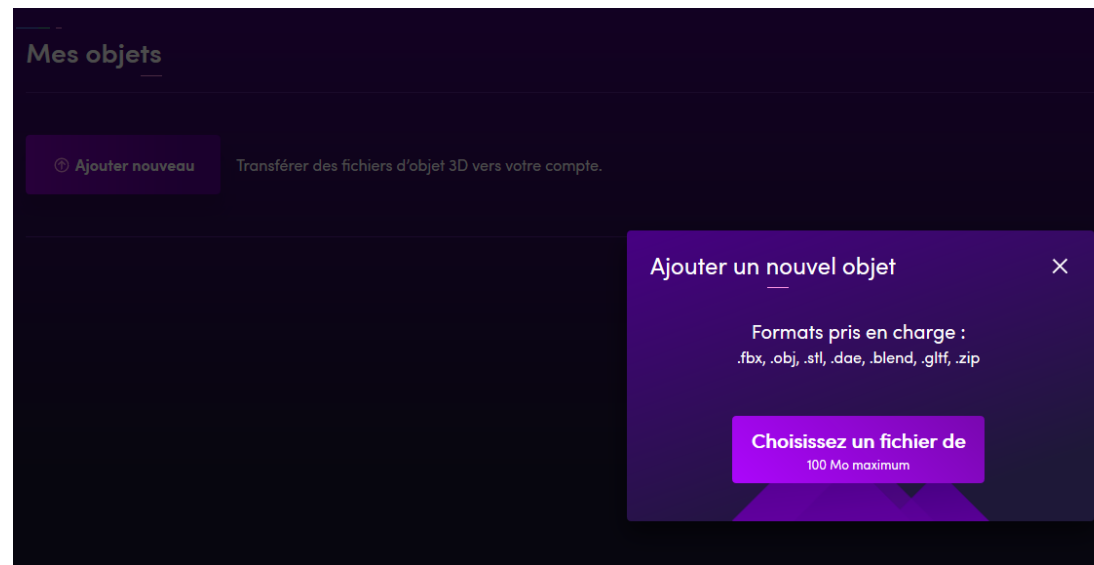 Mes objets
Ajouter nouveau
Transférer des fichiers d'objet 3D vers votre compte.
Ajouter un nouvel objet
Formats pris en charge :
.fbx, .obj, .stl, .dae, .blend, .gltf, .zip
Choisissez un fichier de
100 Mo maximum